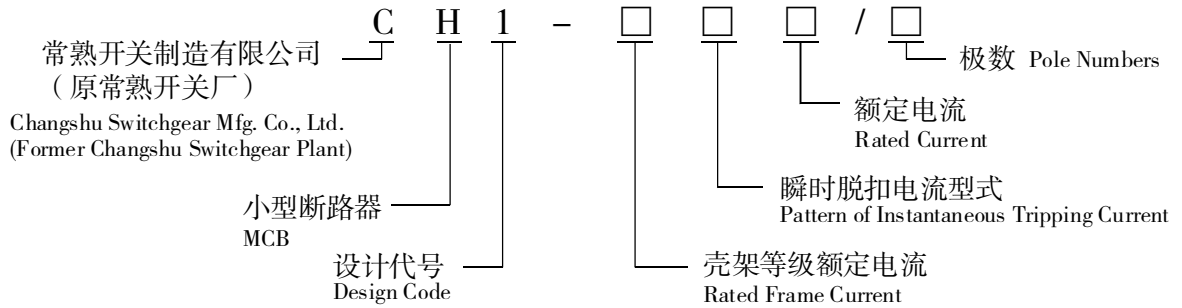 C H 1 - □ □ □ / □
常熟开关制造有限公司
（原常熟开关厂）
Changshu Switchgear Mfg. Co., Ltd.
(Former Changshu Switchgear Plant)
极数 Pole Numbers
额定电流
Rated Current
小型断路器
MCB
瞬时脱扣电流型式
Pattern of Instantaneous Tripping Current
设计代号
Design Code
壳架等级额定电流
Rated Frame Current